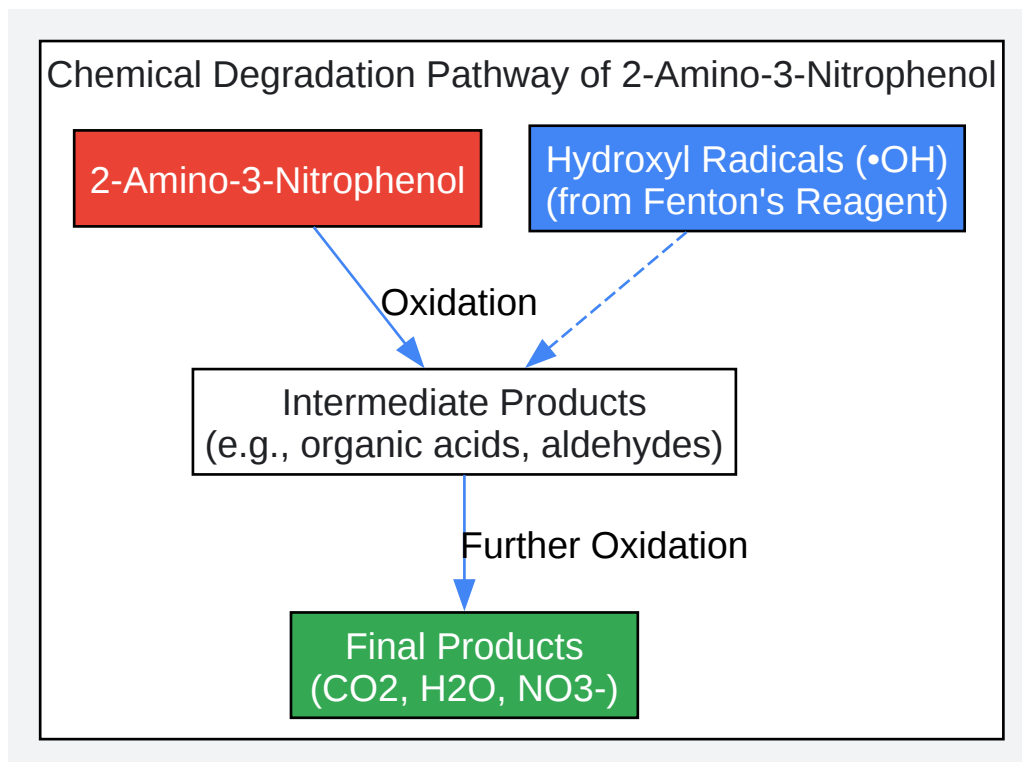 Chemical Degradation Pathway of 2-Amino-3-Nitrophenol
2-Amino-3-Nitrophenol
Hydroxyl Radicals (•OH)
(from Fenton's Reagent)
Oxidation
Intermediate Products
(e.g., organic acids, aldehydes)
Further Oxidation
Final Products
(CO2, H2O, NO3-)